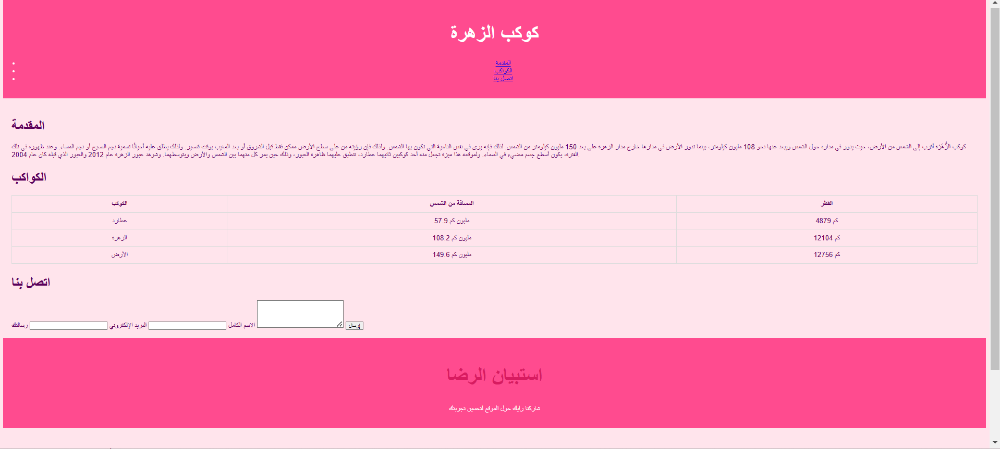 كوكب الزهرة
المقدمة
الكواكب
اتصل بنا
المقدمة
كوكب الزُّهَرَة أقرب إلى الشمس من الأرض، حيث يدور في مداره حول الشمس ويبعد عنها نحو 108 مليون كيلومتر، بينما تدور الأرض في مدارها خارج مدار الزهرة على بعد 150 مليون كيلومتر من الشمس. لذلك فإنه يرى في نفس الناحية التي تكون بها الشمس. ولذلك فإن رؤيته من على سطح الأرض ممكن فقط قبل الشروق أو بعد المغيب بوقت قصير. ولذلك يطلق عليه أحيانًا تسمية نجم الصبح أو نجم المساء. وعند ظهوره في تلك
الفترة، يكون أسطع جسم مضيء في السماء. ولموقعه هذا ميزة تجعل منه أحد كوكبين ثانيهما عطارد، تنطبق عليهما ظاهرة العبور، وذلك حين يمر كل منهما بين الشمس والأرض ويتوسطهما. وشوهد عبور الزهرة عام 2012 والعبور الذي قبله كان عام 2004.
الكواكب
الكوكب المسافة من الشمس القطر
عطارد 57.9 مليون كم 4879 كم
الزهرة 108.2 مليون كم 12104 كم
الأرض 149.6 مليون كم 12756 كم
اتصل بنا
رسالتك البريد الإلكتروني الاسم الكامل إرسال
استبيان الرضا
شاركنا رأيك حول الموقع لتحسين تجربتك